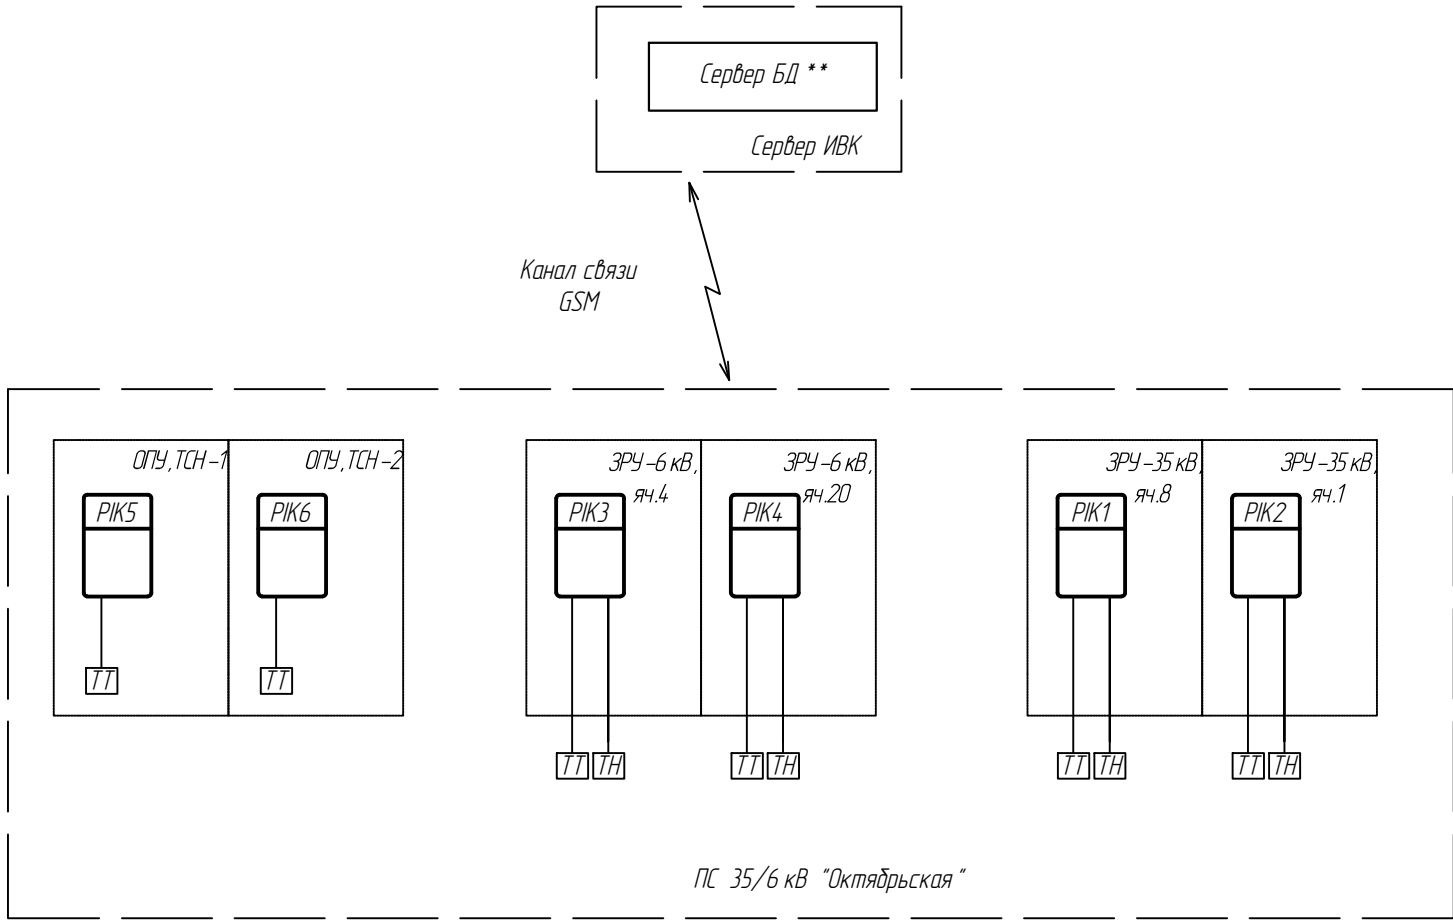 Сервер БД **
Сервер ИВК
Канал связи
GSM
ОПУ, ТСН-1
PIK5
ТТ
ОПУ, ТСН-2
PIK6
ТТ
ЗРУ-6 кВ,
яч.4
PIK3
ТТ ТН
ЗРУ-6 кВ,
яч.20
PIK4
ТТ ТН
ЗРУ-35 кВ,
яч.8
PIK1
ТТ ТН
ЗРУ-35 кВ,
яч.1
PIK2
ТТ ТН
ПС 35/6 кВ "Октябрьская"